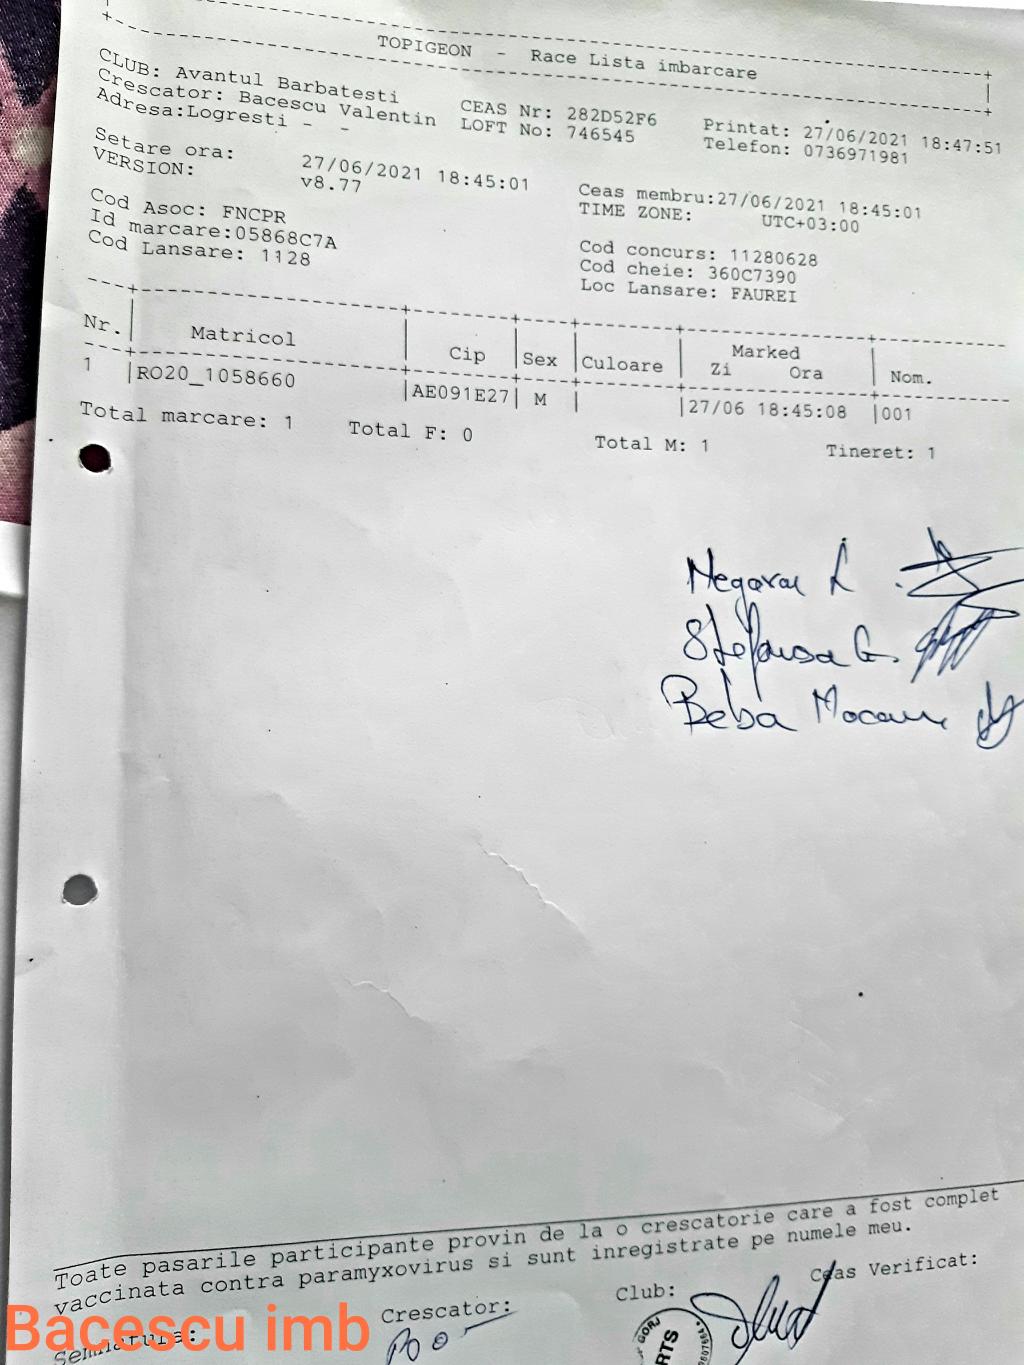 TOPIGEON - Race Lista imbarcare
CLUB: Avantul Barbatesti
Crescator: Bacescu Valentin CEAS Nr: 282D52F6 Printat: 27/06/2021 18:47:51
Adresa:Logresti - - LOFT No: 746545 Telefon: 0736971981
Setare ora: 27/06/2021 18:45:01 Ceas membru:27/06/2021 18:45:01
VERSION: v8.77 TIME ZONE: UTC+03:00
Cod Asoc: FNCPR Cod concurs: 11280628
Id marcare:05868C7A Cod cheie: 360C7390
Cod Lansare: 1128 Loc Lansare: FAUREI
Nr. Matricol Cip Sex Culoare Marked Zi Ora Nom.
1 RO20_1058660 AE091E27 M 27/06 18:45:08 001
Total marcare: 1 Total F: 0 Total M: 1 Tineret: 1
Beba
Toate pasarile participante provin de la o crescatorie care a fost complet
vaccinata contra paramyxovirus si sunt inregistrate pe numele meu.
Semnatura: Crescator: Club: Ceas Verificat:
GORJ
Bacescu imb